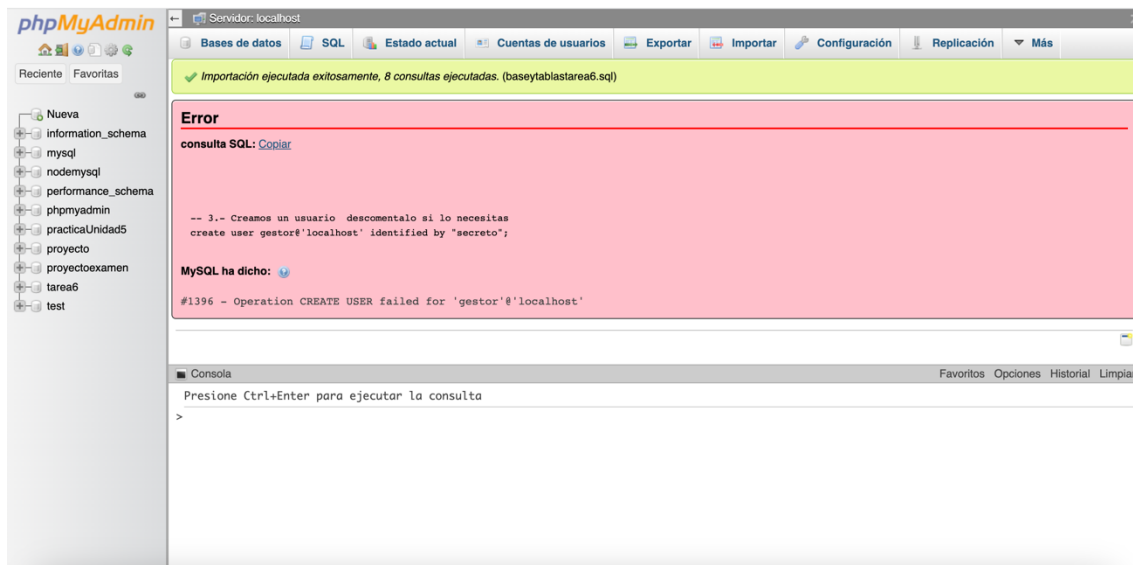 phpMyAdmin
Reciente Favoritas
Nueva
information_schema
mysql
nodemysql
performance_schema
phpmyadmin
practicaUnidad5
proyecto
proyectoexamen
tarea6
test
Servidor: localhost
Bases de datos SQL Estado actual Cuentas de usuarios Exportar Importar Configuración Replicación Más
Importación ejecutada exitosamente, 8 consultas ejecutadas. (baseytablastarea6.sql)
Error
consulta SQL: Copiar
-- 3.- Creamos un usuario descomentalo si lo necesitas
create user gestor@'localhost' identified by "secreto";
MySQL ha dicho:
#1396 - Operation CREATE USER failed for 'gestor'@'localhost'
Consola Favoritos Opciones Historial Limpiar
Presione Ctrl+Enter para ejecutar la consulta
>